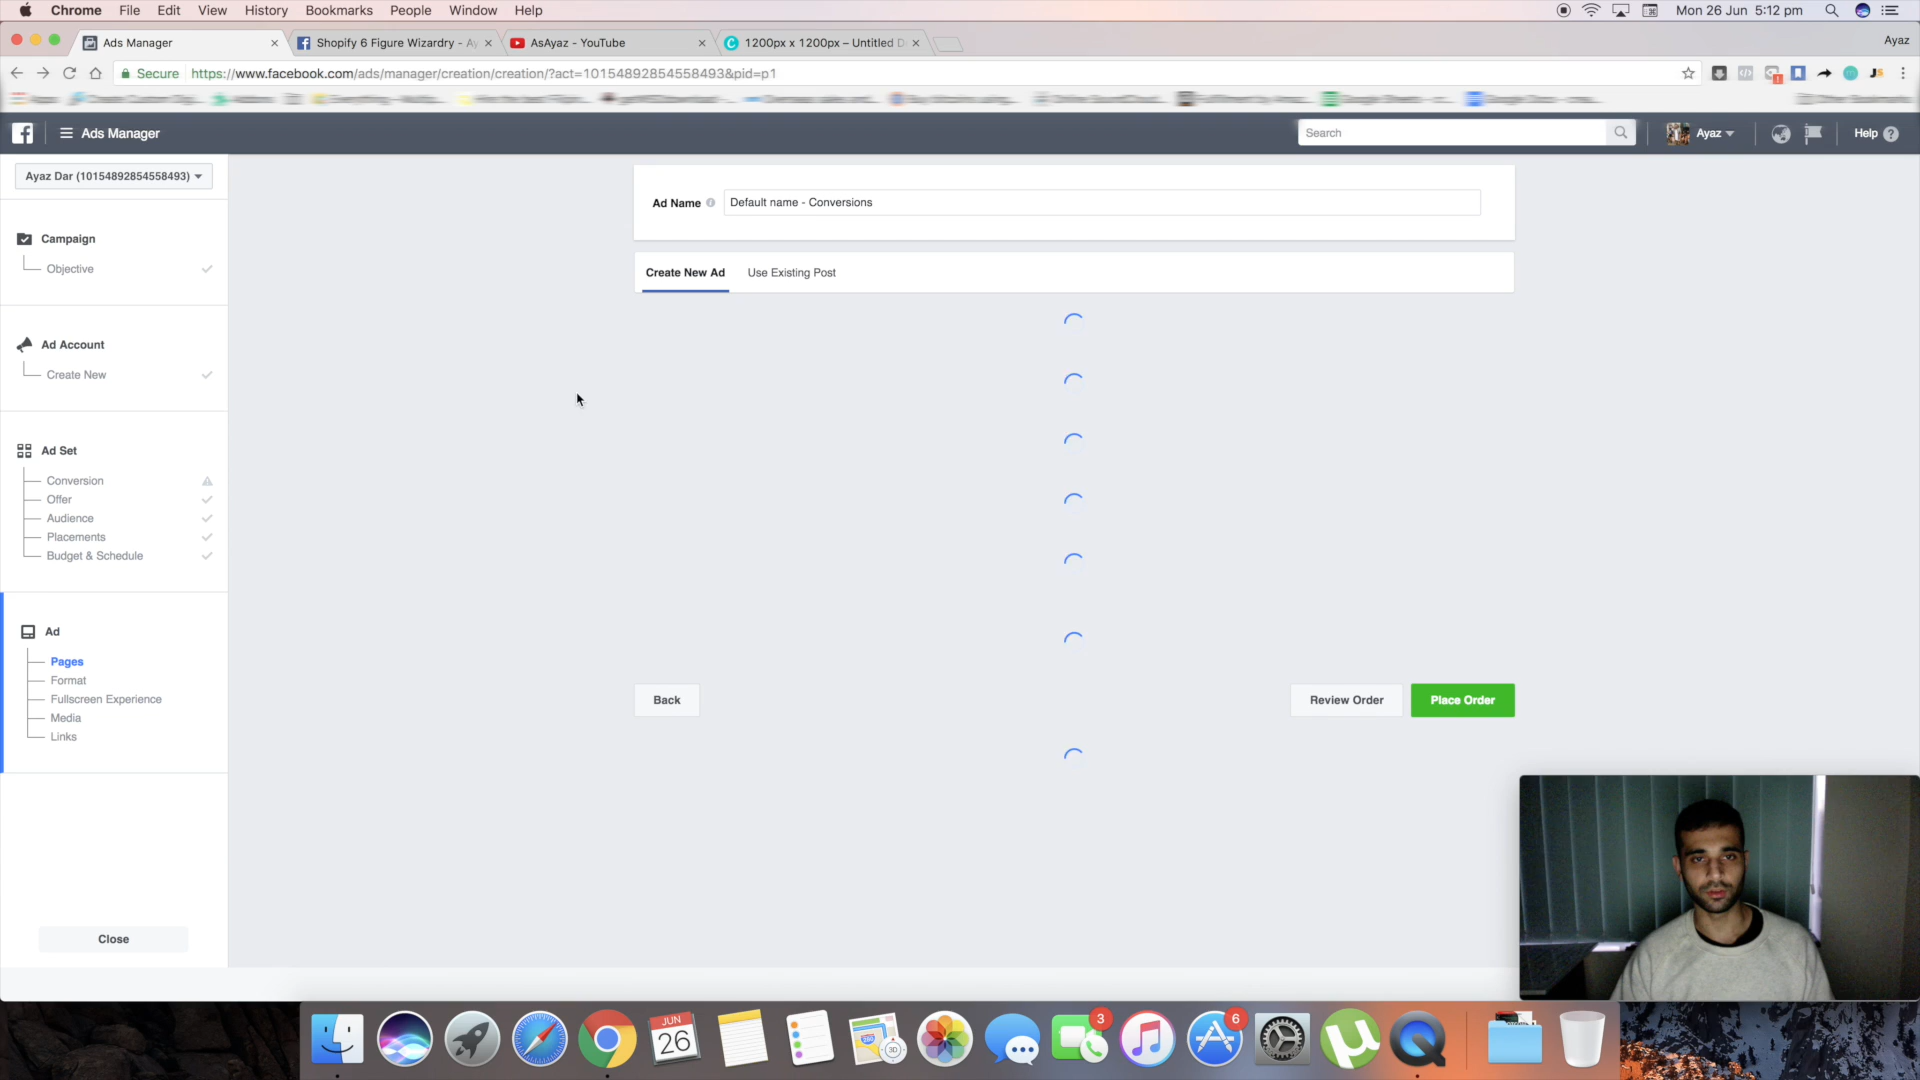 Chrome File Edit View History Bookmarks People Window Help Mon 26 Jun 5:12 pm
Ads Manager Shopify 6 Figure Wizardry - Ay AsAyaz - YouTube 1200px x 1200px – Untitled D Ayaz
Secure https://www.facebook.com/ads/manager/creation/creation/?act=10154892854558493&pid=p1
Ads Manager Search Ayaz Help
Ayaz Dar (10154892854558493)
Ad Name Default name - Conversions
Campaign
Objective
Create New Ad Use Existing Post
Ad Account
Create New
Ad Set
Conversion
Offer
Audience
Placements
Budget & Schedule
Ad
Pages
Format
Fullscreen Experience
Media
Links
Back Review Order Place Order
Close
JUN
26
280
3D
3
6